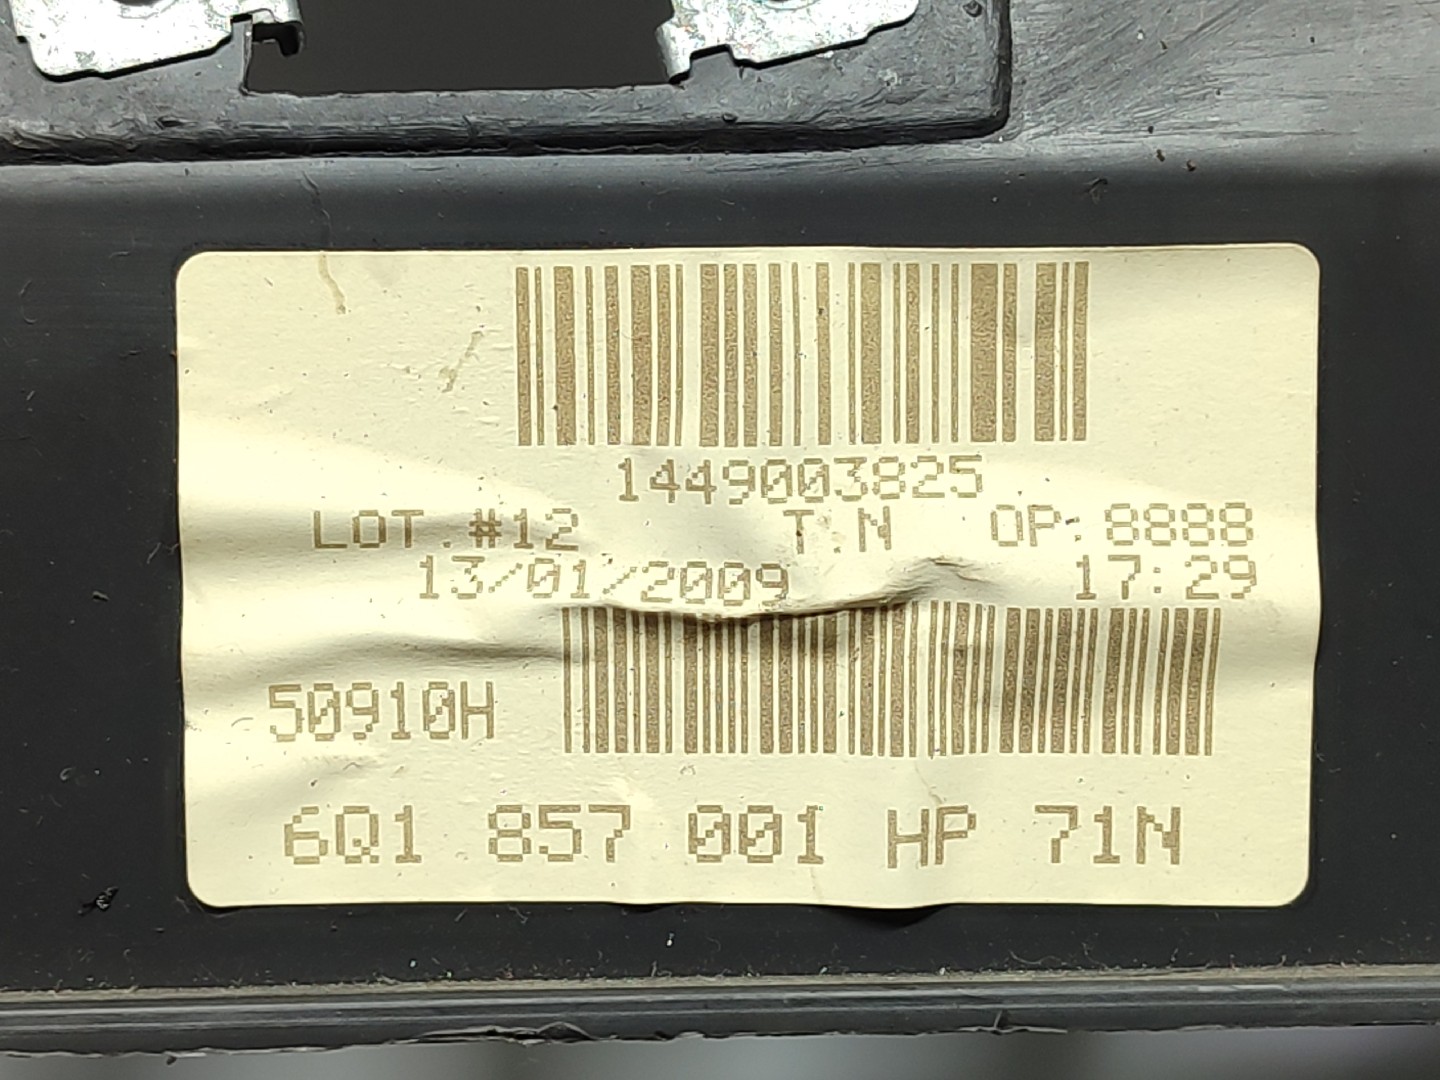 1449003825
LOT.#12 T.N OP:8888
13/01/2009 17:29
50910H
6Q1 857 001 HP 71N